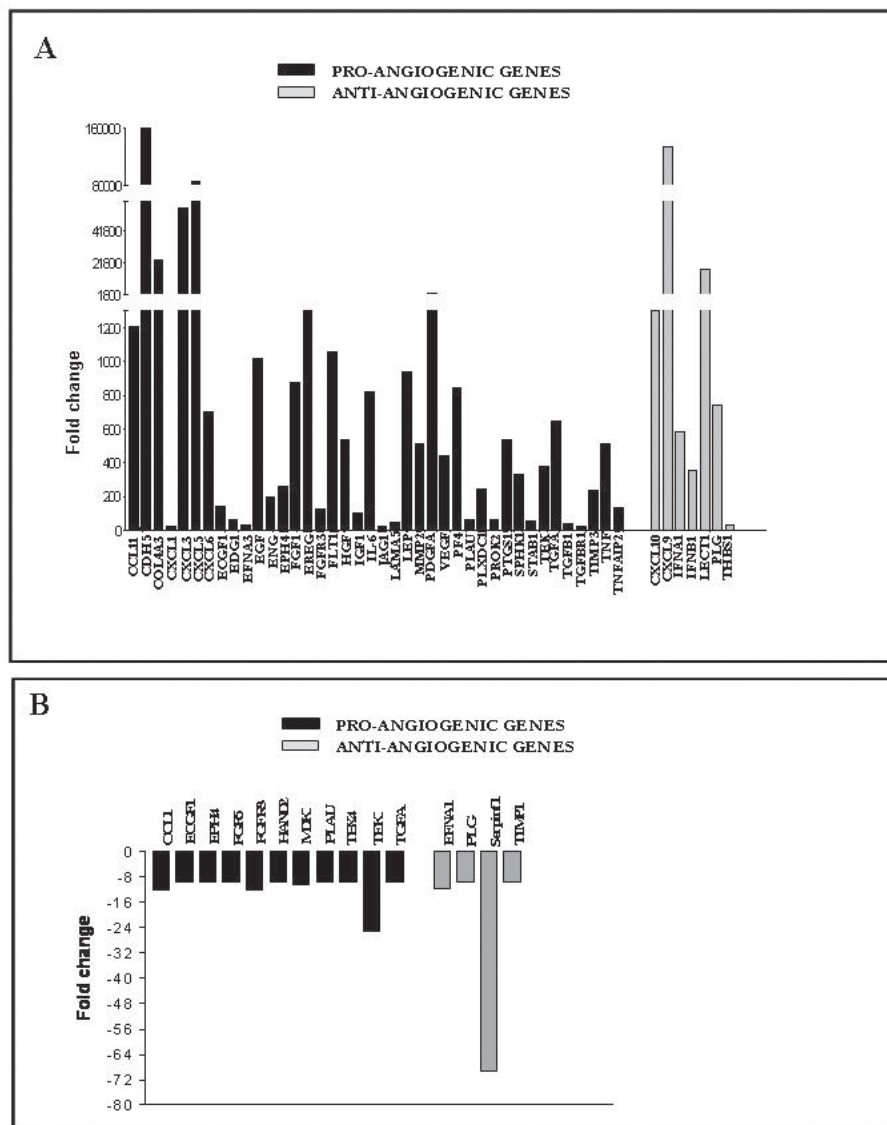 A
PRO-ANGIOGENIC GENES
ANTI-ANGIOGENIC GENES
160000
80000
41800
21800
1800
1200
1000
800
600
400
200
0
Fold change
CCL11
CDH5
COL4A3
CXCL1
CXCL3
CXCL5
CXCL6
ECGF1
EDG1
EFNA3
EGF
ENG
EPH4
FGF1
EREG
FGFR3
FLT1
HGF
IGF1
IL-6
JAG1
LAMA5
LEP
MMP2
PDGFA
VEGF
PF4
PLAU
PLXDC1
PROK2
PTGS1
SPHK1
STAB1
TEK
TGFA
TGFB1
TGFBR1
TIMP3
TNF
TNFAIP2
CXCL10
CXCL9
IFNA1
IFNB1
LECT1
PLG
THBS1
B
PRO-ANGIOGENIC GENES
ANTI-ANGIOGENIC GENES
CCL1
ECGF1
EPH4
FGF5
FGFR3
HAND2
MDK
PLAU
TEK4
TEK
TGFA
EFNA1
PLG
Serpinf1
TIMP1
0
-8
-16
-24
-32
-40
-48
-56
-64
-72
-80
Fold change